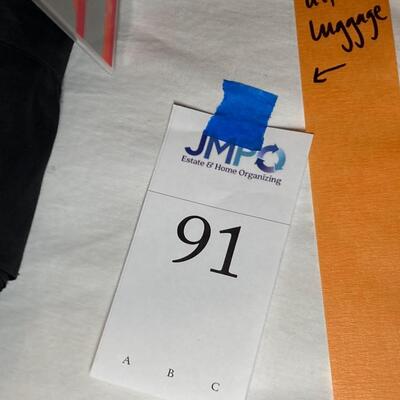 Luggage
←
JMPO
Estate & Home Organizing
91
A B C